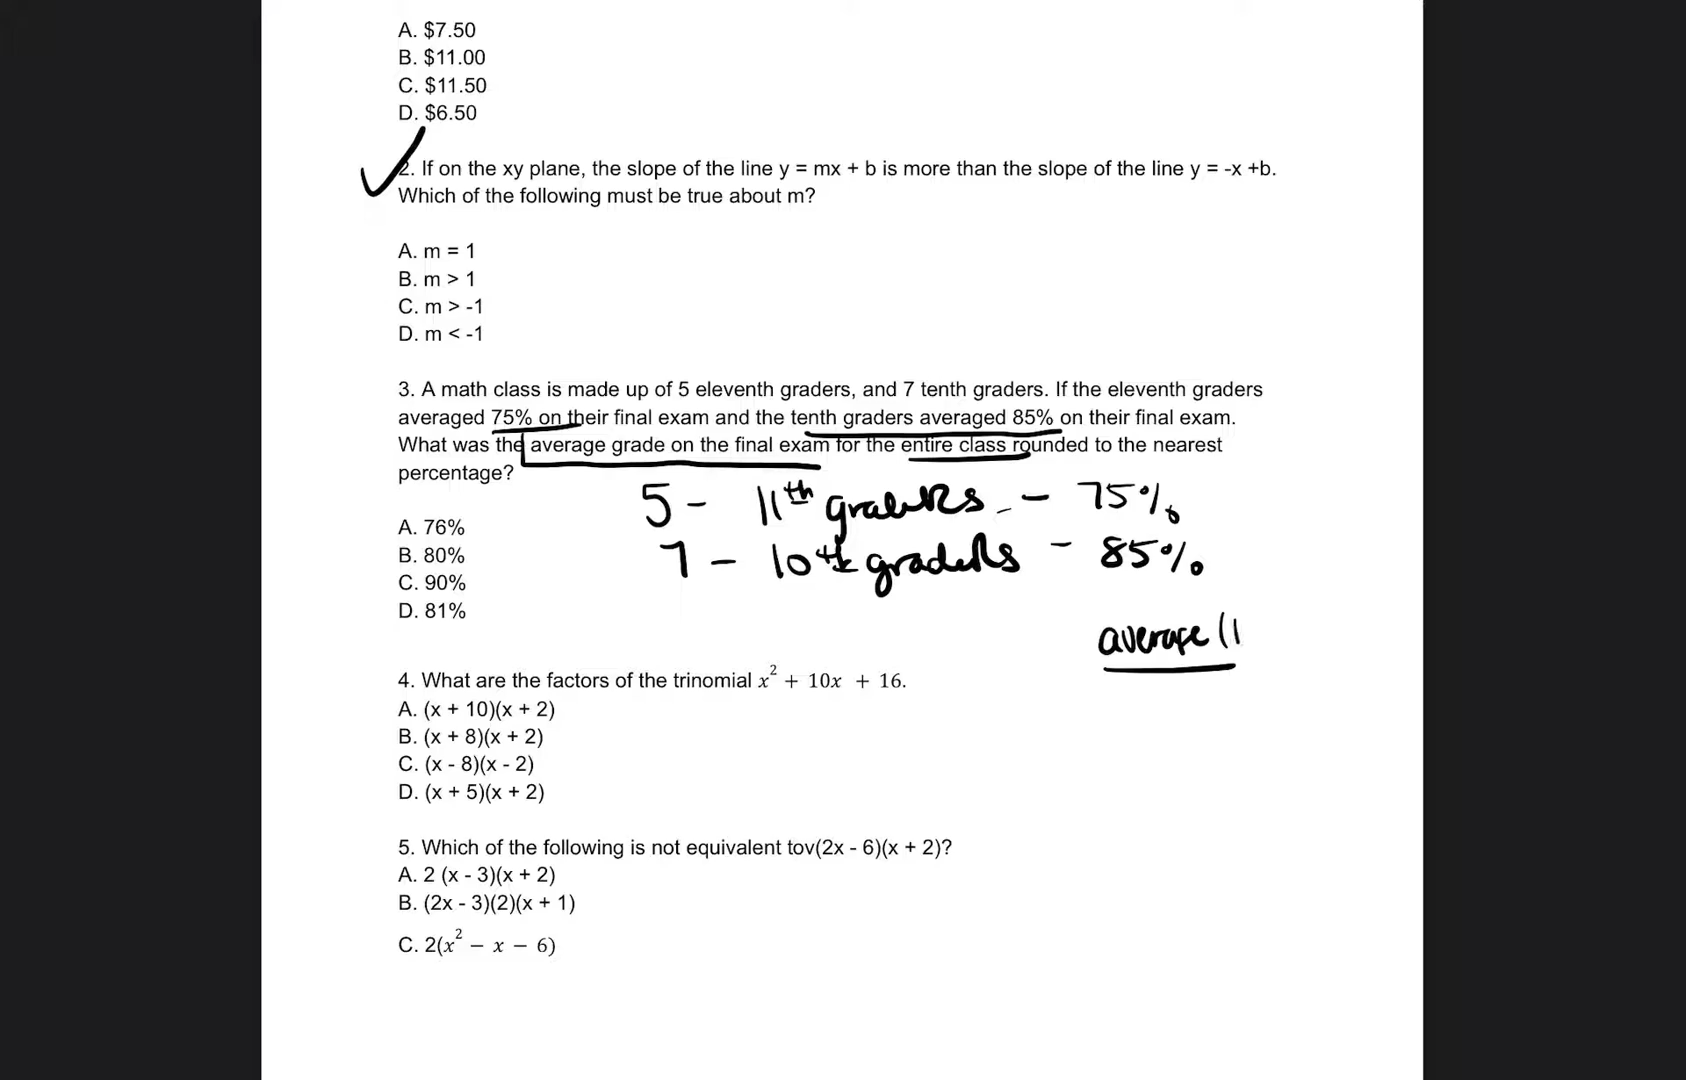 A. $7.50
B. $11.00
C. $11.50
D. $6.50
2. If on the xy plane, the slope of the line y = mx + b is more than the slope of the line y = -x +b.
Which of the following must be true about m?
A. m = 1
B. m > 1
C. m > -1
D. m < -1
3. A math class is made up of 5 eleventh graders, and 7 tenth graders. If the eleventh graders
averaged 75% on their final exam and the tenth graders averaged 85% on their final exam.
What was the average grade on the final exam for the entire class rounded to the nearest
percentage?
5 - 11th graders - 75%
7 - 10th graders - 85%
average 11
A. 76%
B. 80%
C. 90%
D. 81%
4. What are the factors of the trinomial x² + 10x + 16.
A. (x + 10)(x + 2)
B. (x + 8)(x + 2)
C. (x - 8)(x - 2)
D. (x + 5)(x + 2)
5. Which of the following is not equivalent tov(2x - 6)(x + 2)?
A. 2 (x - 3)(x + 2)
B. (2x - 3)(2)(x + 1)
C. 2(x² − x − 6)